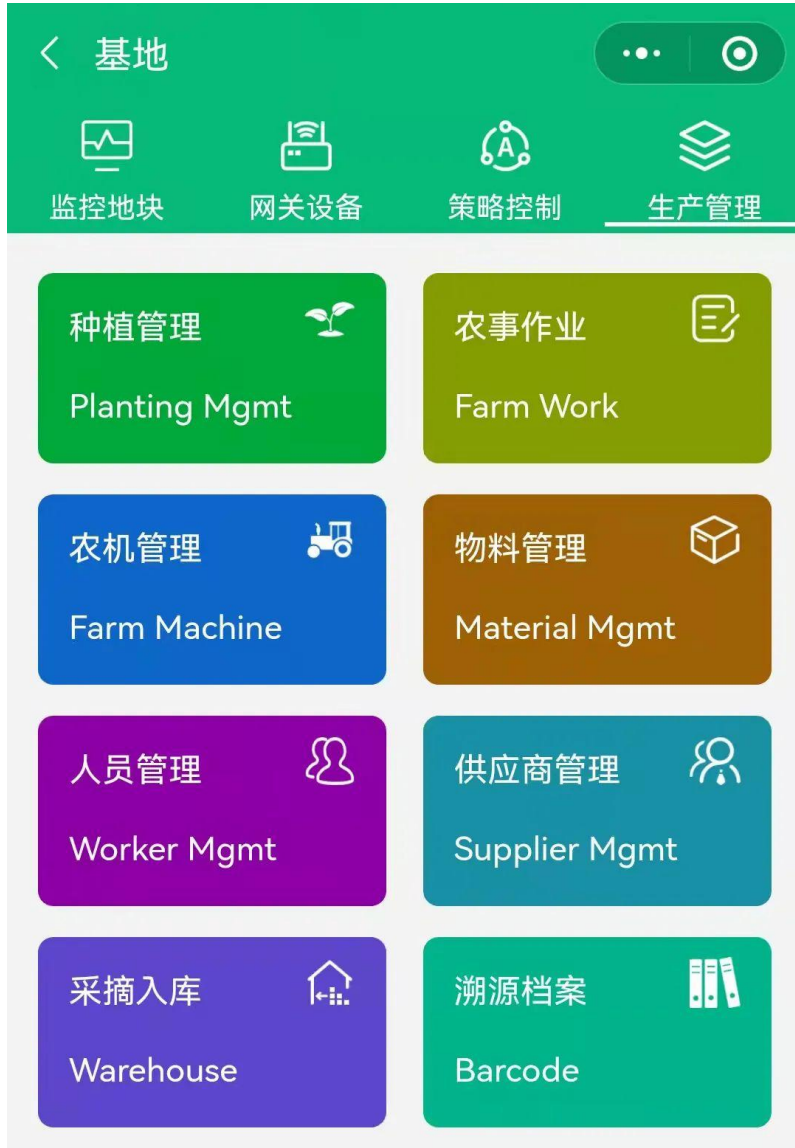 基地
监控地块 网关设备 策略控制 生产管理
种植管理
Planting Mgmt
农事作业
Farm Work
农机管理
Farm Machine
物料管理
Material Mgmt
人员管理
Worker Mgmt
供应商管理
Supplier Mgmt
采摘入库
Warehouse
溯源档案
Barcode